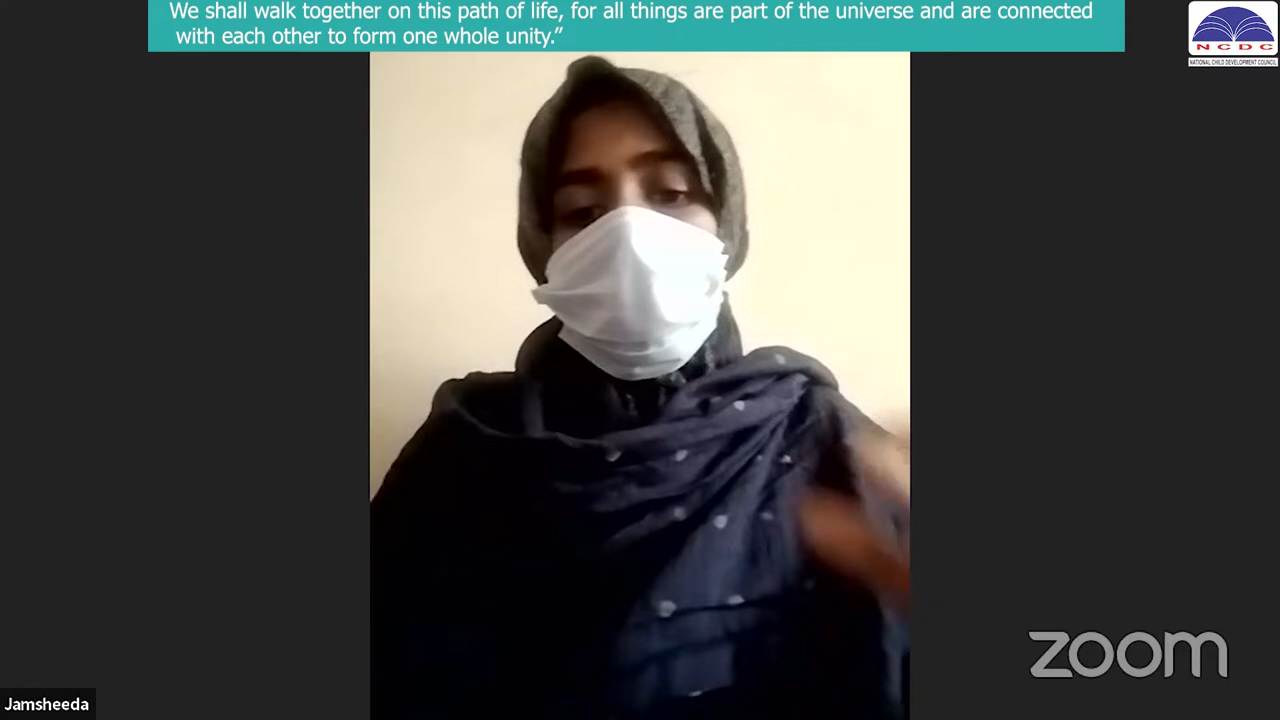 We shall walk together on this path of life, for all things are part of the universe and are connected
with each other to form one whole unity.”
N C D C
NATIONAL CHILD DEVELOPMENT COUNCIL
zoom
Jamsheeda